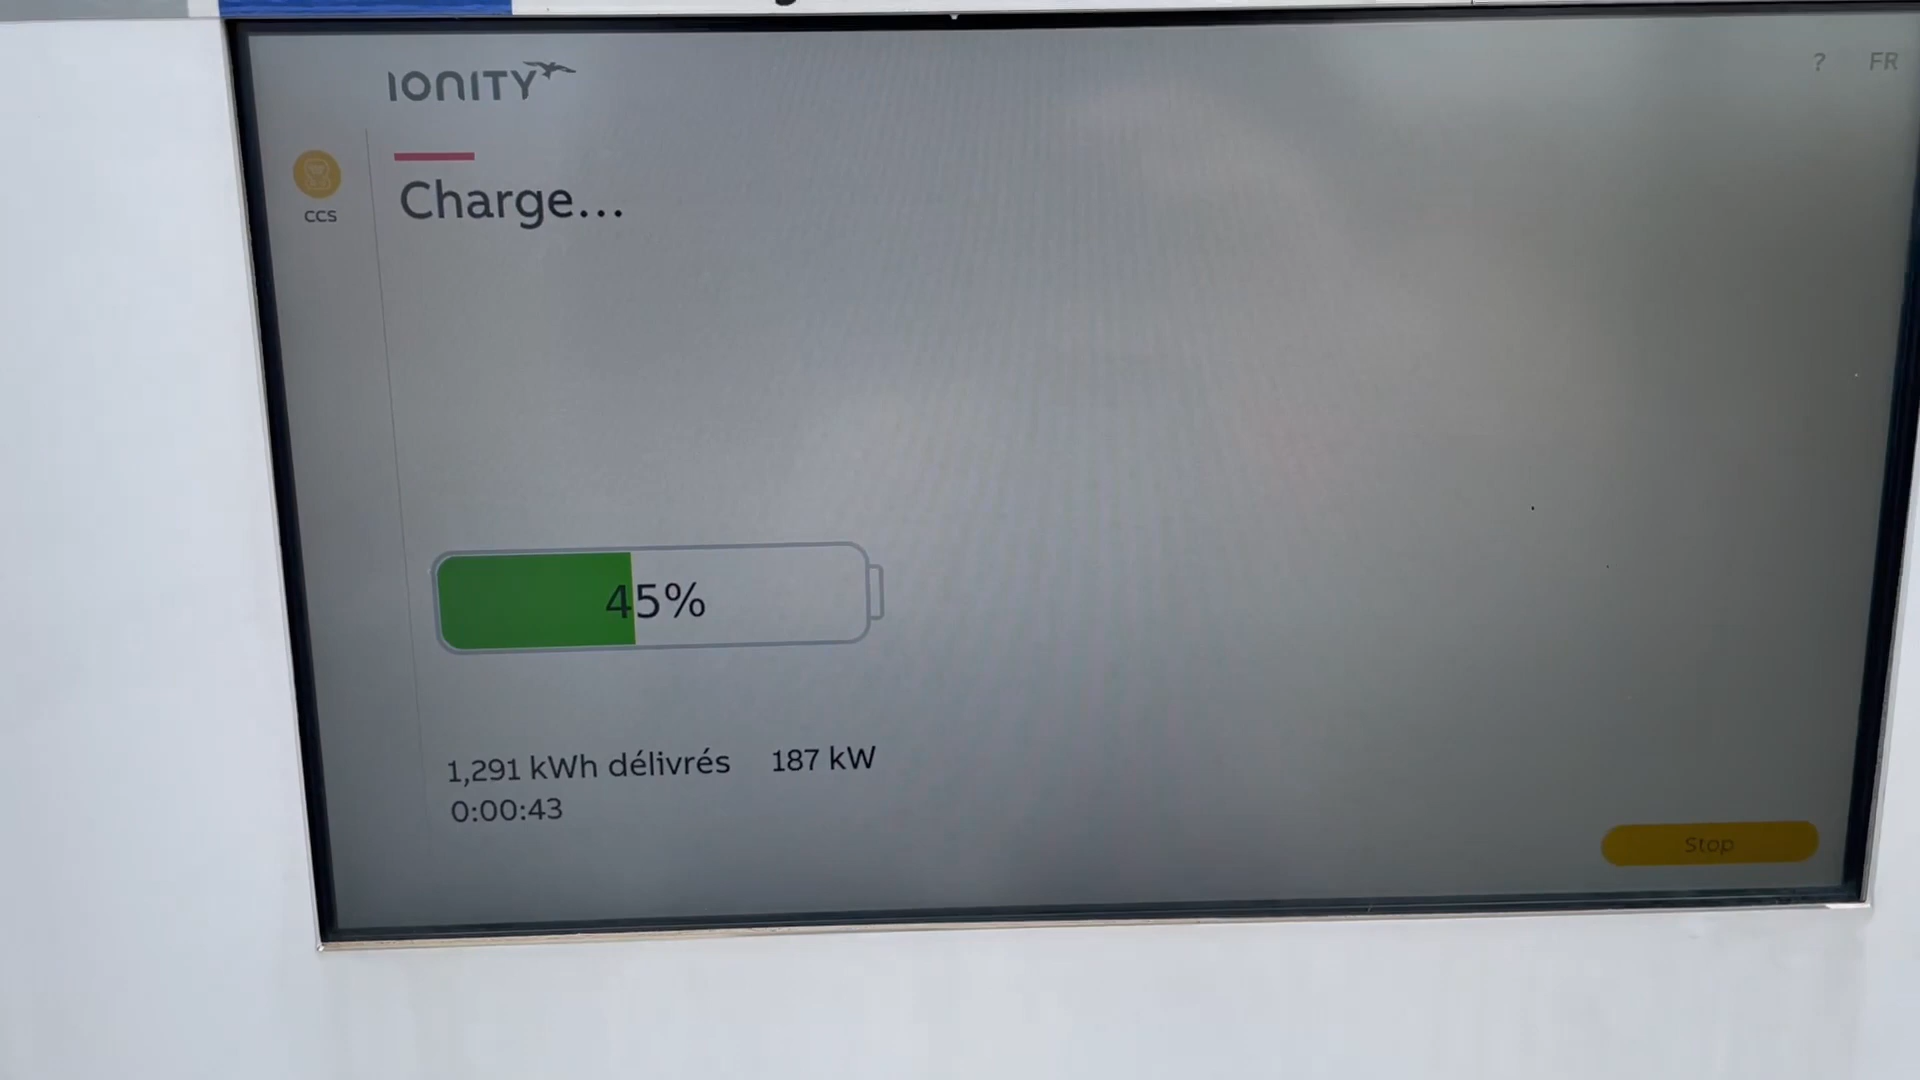 IONITY
? FR
CCS
Charge...
45%
1,291 kWh délivrés 187 kW
0:00:43
Stop